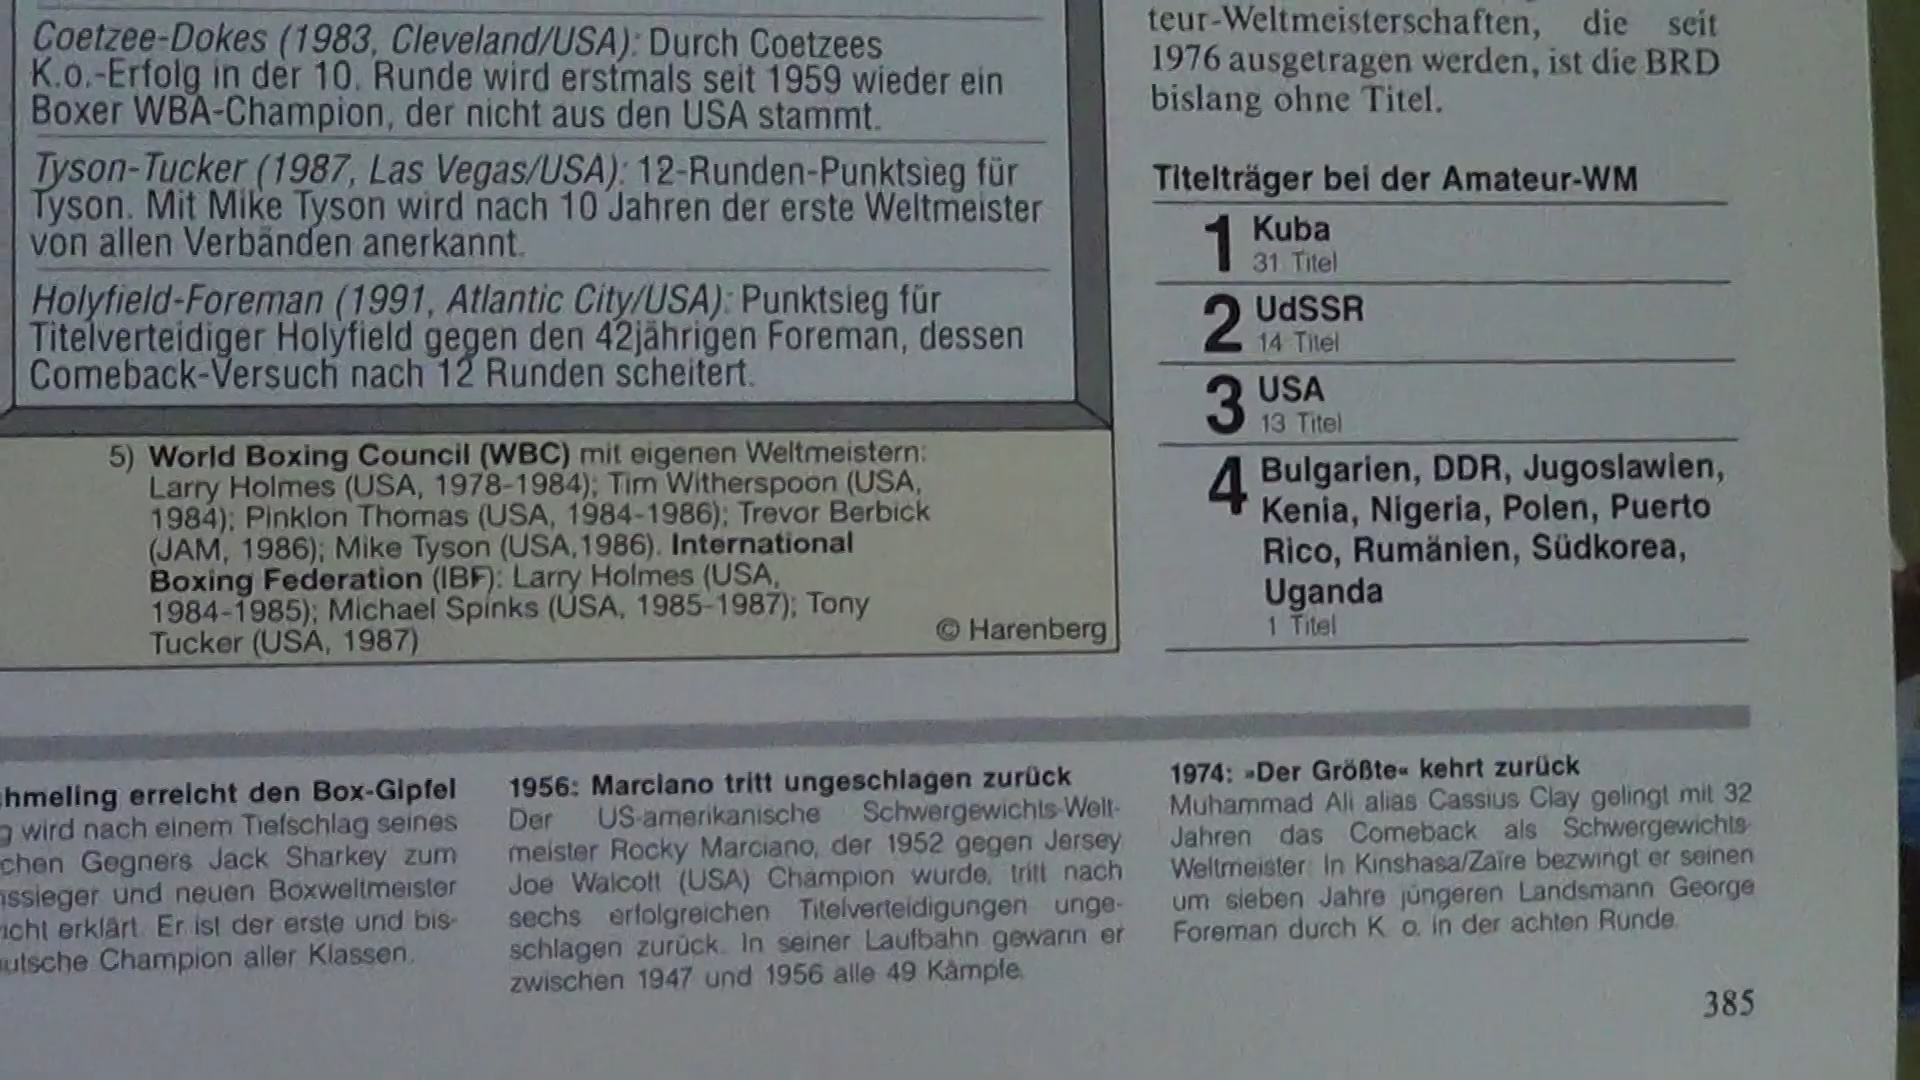 Coetzee-Dokes (1983, Cleveland/USA): Durch Coetzees
K.o.-Erfolg in der 10. Runde wird erstmals seit 1959 wieder ein
Boxer WBA-Champion, der nicht aus den USA stammt.
Tyson-Tucker (1987, Las Vegas/USA): 12-Runden-Punktsieg für
Tyson. Mit Mike Tyson wird nach 10 Jahren der erste Weltmeister
von allen Verbänden anerkannt.
Holyfield-Foreman (1991, Atlantic City/USA): Punktsieg für
Titelverteidiger Holyfield gegen den 42jährigen Foreman, dessen
Comeback-Versuch nach 12 Runden scheitert.
5) World Boxing Council (WBC) mit eigenen Weltmeistern:
Larry Holmes (USA, 1978-1984); Tim Witherspoon (USA,
1984); Pinklon Thomas (USA, 1984-1986); Trevor Berbick
(JAM, 1986); Mike Tyson (USA,1986). International
Boxing Federation (IBF): Larry Holmes (USA,
1984-1985); Michael Spinks (USA, 1985-1987); Tony
Tucker (USA, 1987)
© Harenberg
teur-Weltmeisterschaften, die seit
1976 ausgetragen werden, ist die BRD
bislang ohne Titel.
Titelträger bei der Amateur-WM
1 Kuba
31 Titel
2 UdSSR
14 Titel
3 USA
13 Titel
4 Bulgarien, DDR, Jugoslawien,
Kenia, Nigeria, Polen, Puerto
Rico, Rumänien, Südkorea,
Uganda
1 Titel
hmeling erreicht den Box-Gipfel
g wird nach einem Tiefschlag seines
chen Gegners Jack Sharkey zum
ssieger und neuen Boxweltmeister
icht erklärt. Er ist der erste und bis-
utsche Champion aller Klassen.
1956: Marciano tritt ungeschlagen zurück
Der US-amerikanische Schwergewichts-Welt-
meister Rocky Marciano, der 1952 gegen Jersey
Joe Walcott (USA) Champion wurde, tritt nach
sechs erfolgreichen Titelverteidigungen unge-
schlagen zurück. In seiner Laufbahn gewann er
zwischen 1947 und 1956 alle 49 Kämpfe.
1974: »Der Größte« kehrt zurück
Muhammad Ali alias Cassius Clay gelingt mit 32
Jahren das Comeback als Schwergewichts-
Weltmeister. In Kinshasa/Zaïre bezwingt er seinen
um sieben Jahre jüngeren Landsmann George
Foreman durch K. o. in der achten Runde.
385